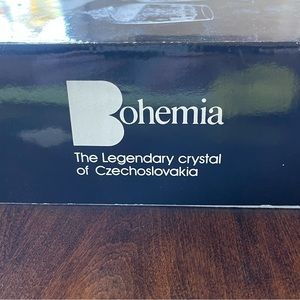 Bohemia
The Legendary crystal
of Czechoslovakia